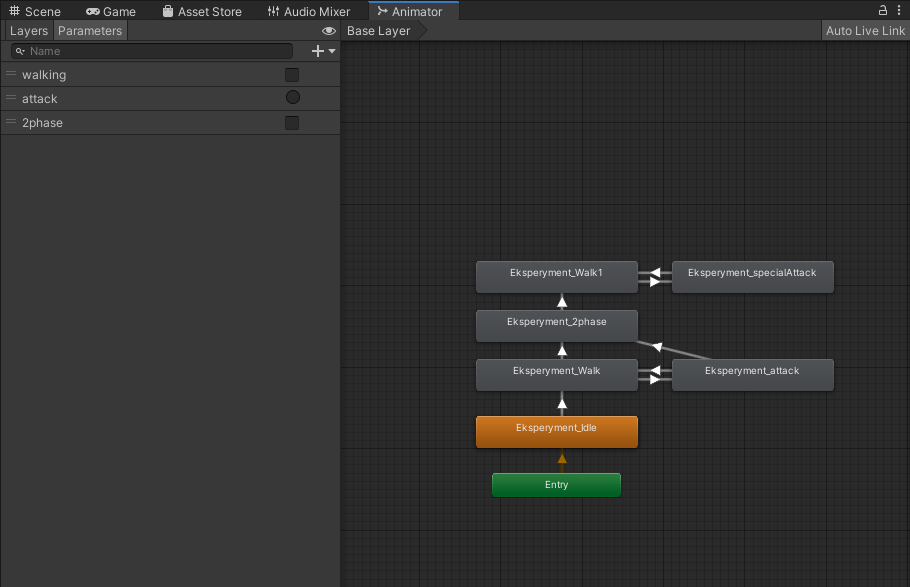 Scene Game Asset Store Audio Mixer Animator
Layers Parameters Base Layer Auto Live Link
Name
walking
attack
2phase
Eksperyment_Walk1 Eksperyment_specialAttack
Eksperyment_2phase
Eksperyment_Walk Eksperyment_attack
Eksperyment_Idle
Entry